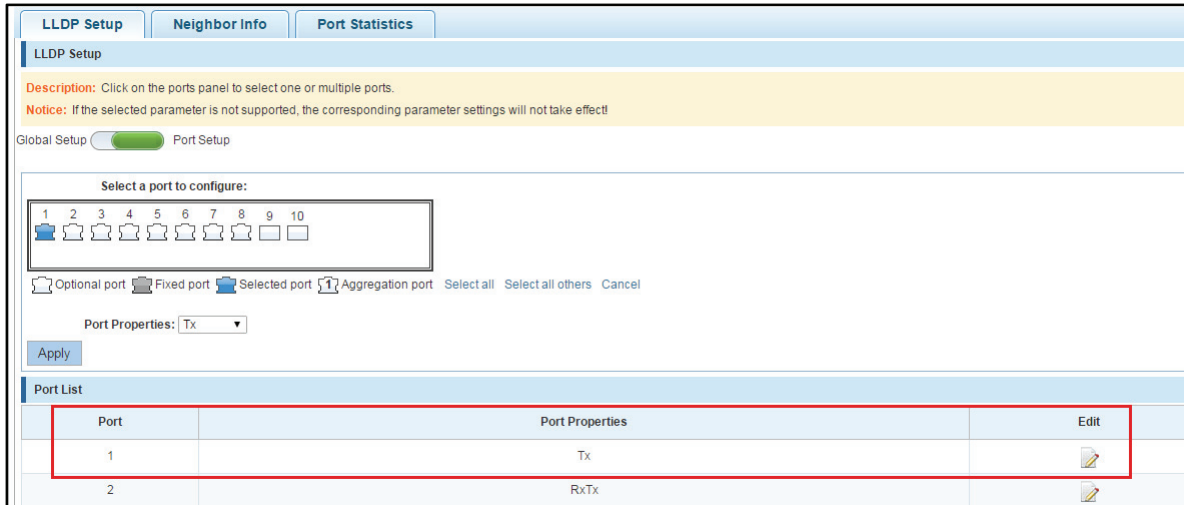 LLDP Setup Neighbor Info Port Statistics
LLDP Setup
Description: Click on the ports panel to select one or multiple ports.
Notice: If the selected parameter is not supported, the corresponding parameter settings will not take effect!
Global Setup Port Setup
Select a port to configure:
1 2 3 4 5 6 7 8 9 10
Optional port Fixed port Selected port 1 Aggregation port Select all Select all others Cancel
Port Properties: Tx
Apply
Port List
Port Port Properties Edit
1 Tx
2 RxTx